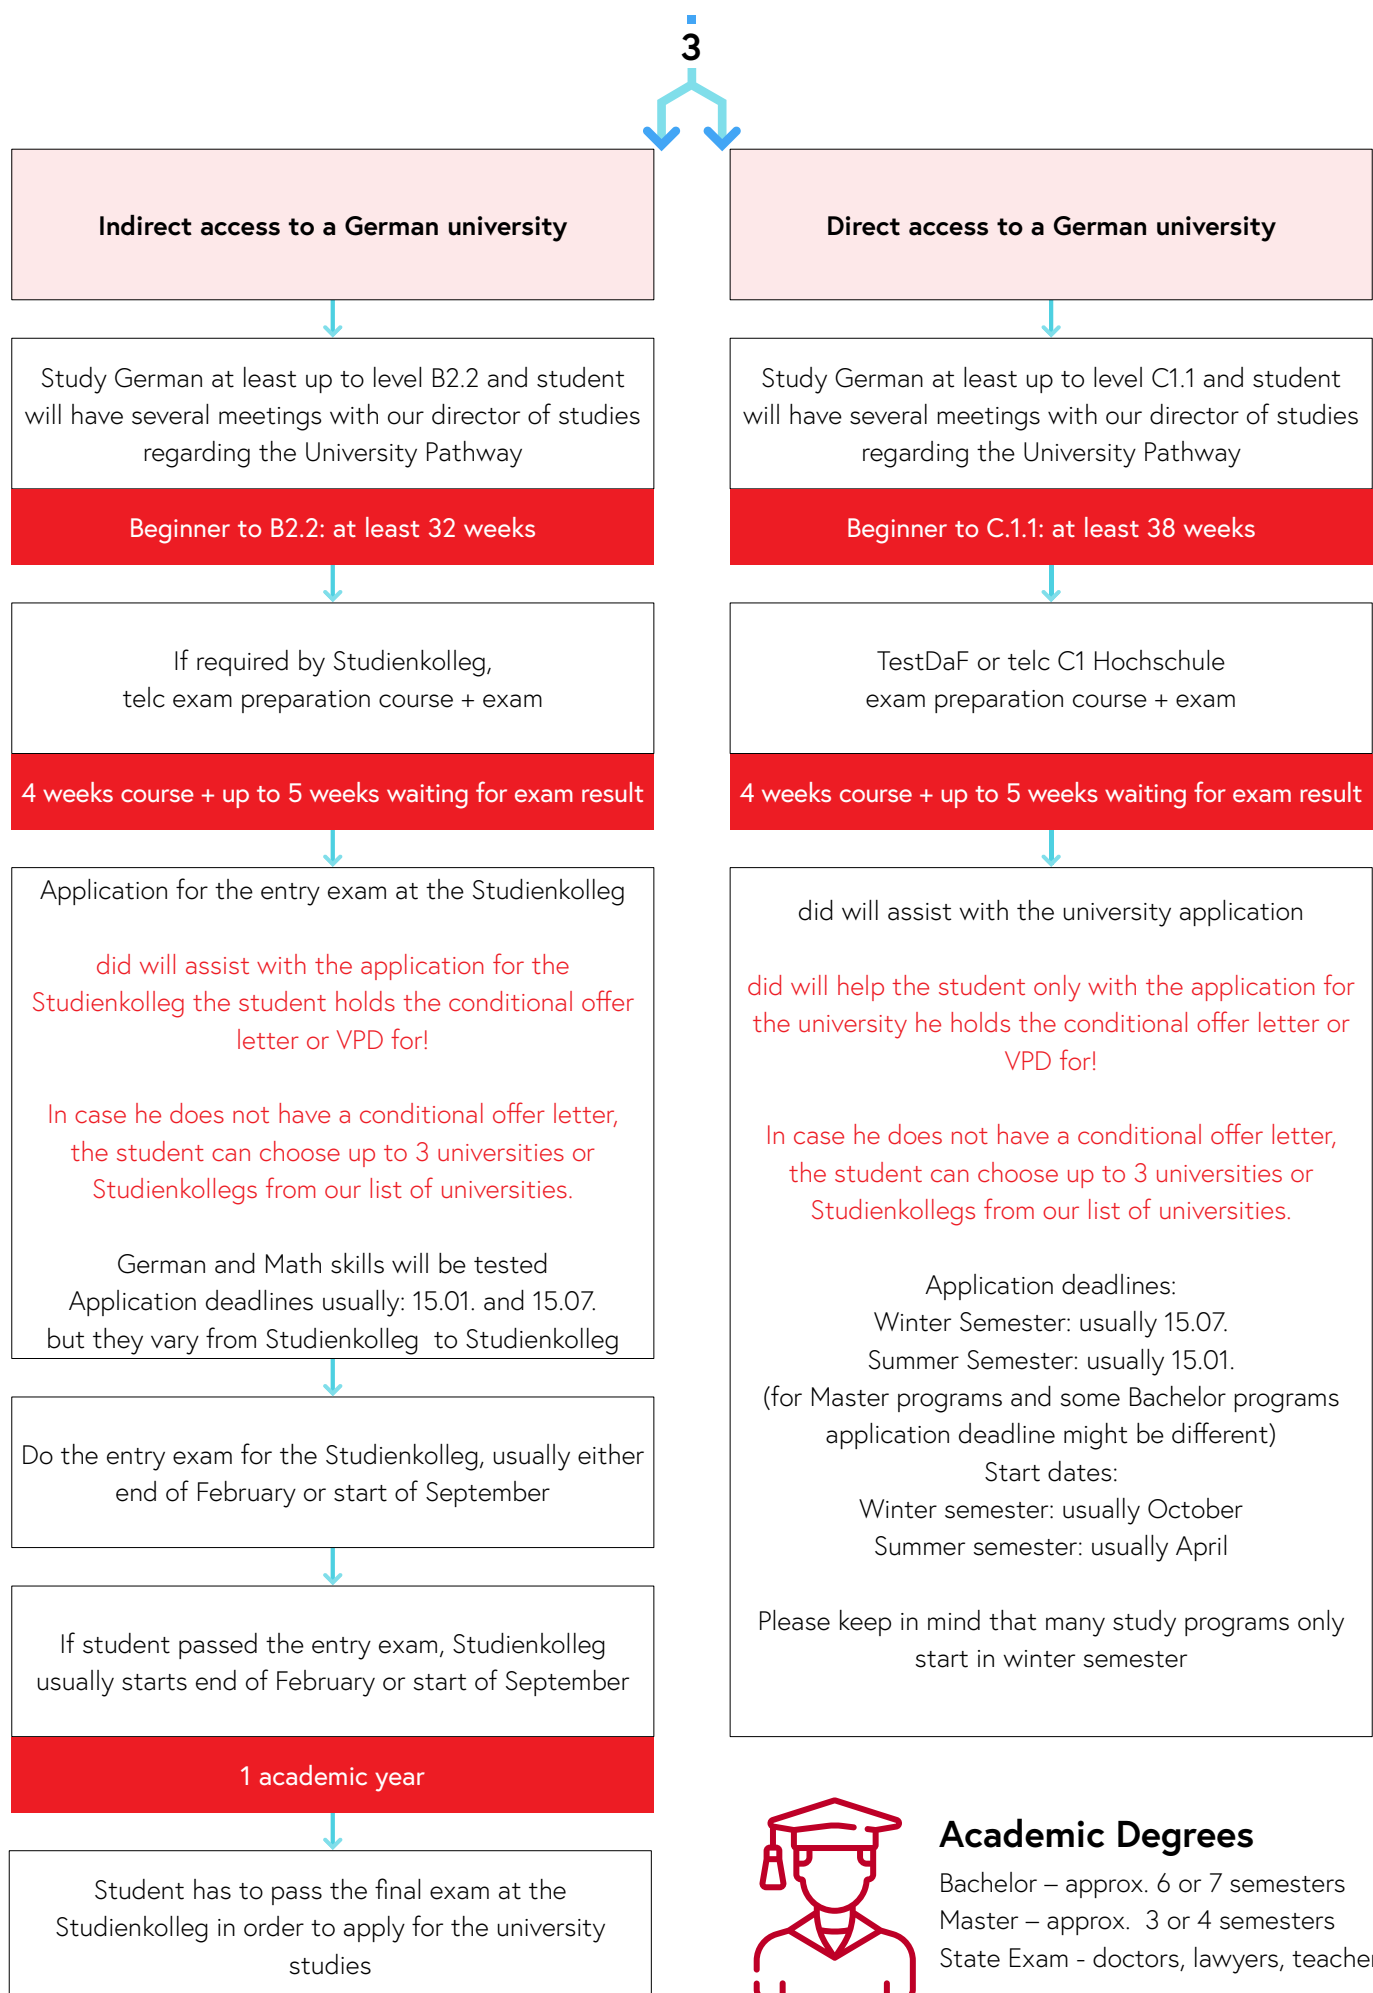 3
Indirect access to a German university
Study German at least up to level B2.2 and student
will have several meetings with our director of studies
regarding the University Pathway
Beginner to B2.2: at least 32 weeks
If required by Studienkolleg,
telc exam preparation course + exam
4 weeks course + up to 5 weeks waiting for exam result
Application for the entry exam at the Studienkolleg
did will assist with the application for the
Studienkolleg the student holds the conditional offer
letter or VPD for!
In case he does not have a conditional offer letter,
the student can choose up to 3 universities or
Studienkollegs from our list of universities.
German and Math skills will be tested
Application deadlines usually: 15.01. and 15.07.
but they vary from Studienkolleg  to Studienkolleg
Do the entry exam for the Studienkolleg, usually either
end of February or start of September
If student passed the entry exam, Studienkolleg
usually starts end of February or start of September
1 academic year
Student has to pass the final exam at the
Studienkolleg in order to apply for the university
studies
Direct access to a German university
Study German at least up to level C1.1 and student
will have several meetings with our director of studies
regarding the University Pathway
Beginner to C.1.1: at least 38 weeks
TestDaF or telc C1 Hochschule
exam preparation course + exam
4 weeks course + up to 5 weeks waiting for exam result
did will assist with the university application
did will help the student only with the application for
the university he holds the conditional offer letter or
VPD for!
In case he does not have a conditional offer letter,
the student can choose up to 3 universities or
Studienkollegs from our list of universities.
Application deadlines:
Winter Semester: usually 15.07.
Summer Semester: usually 15.01.
(for Master programs and some Bachelor programs
application deadline might be different)
Start dates:
Winter semester: usually October
Summer semester: usually April
Please keep in mind that many study programs only
start in winter semester
Academic Degrees
Bachelor – approx. 6 or 7 semesters
Master – approx.  3 or 4 semesters
State Exam - doctors, lawyers, teacher